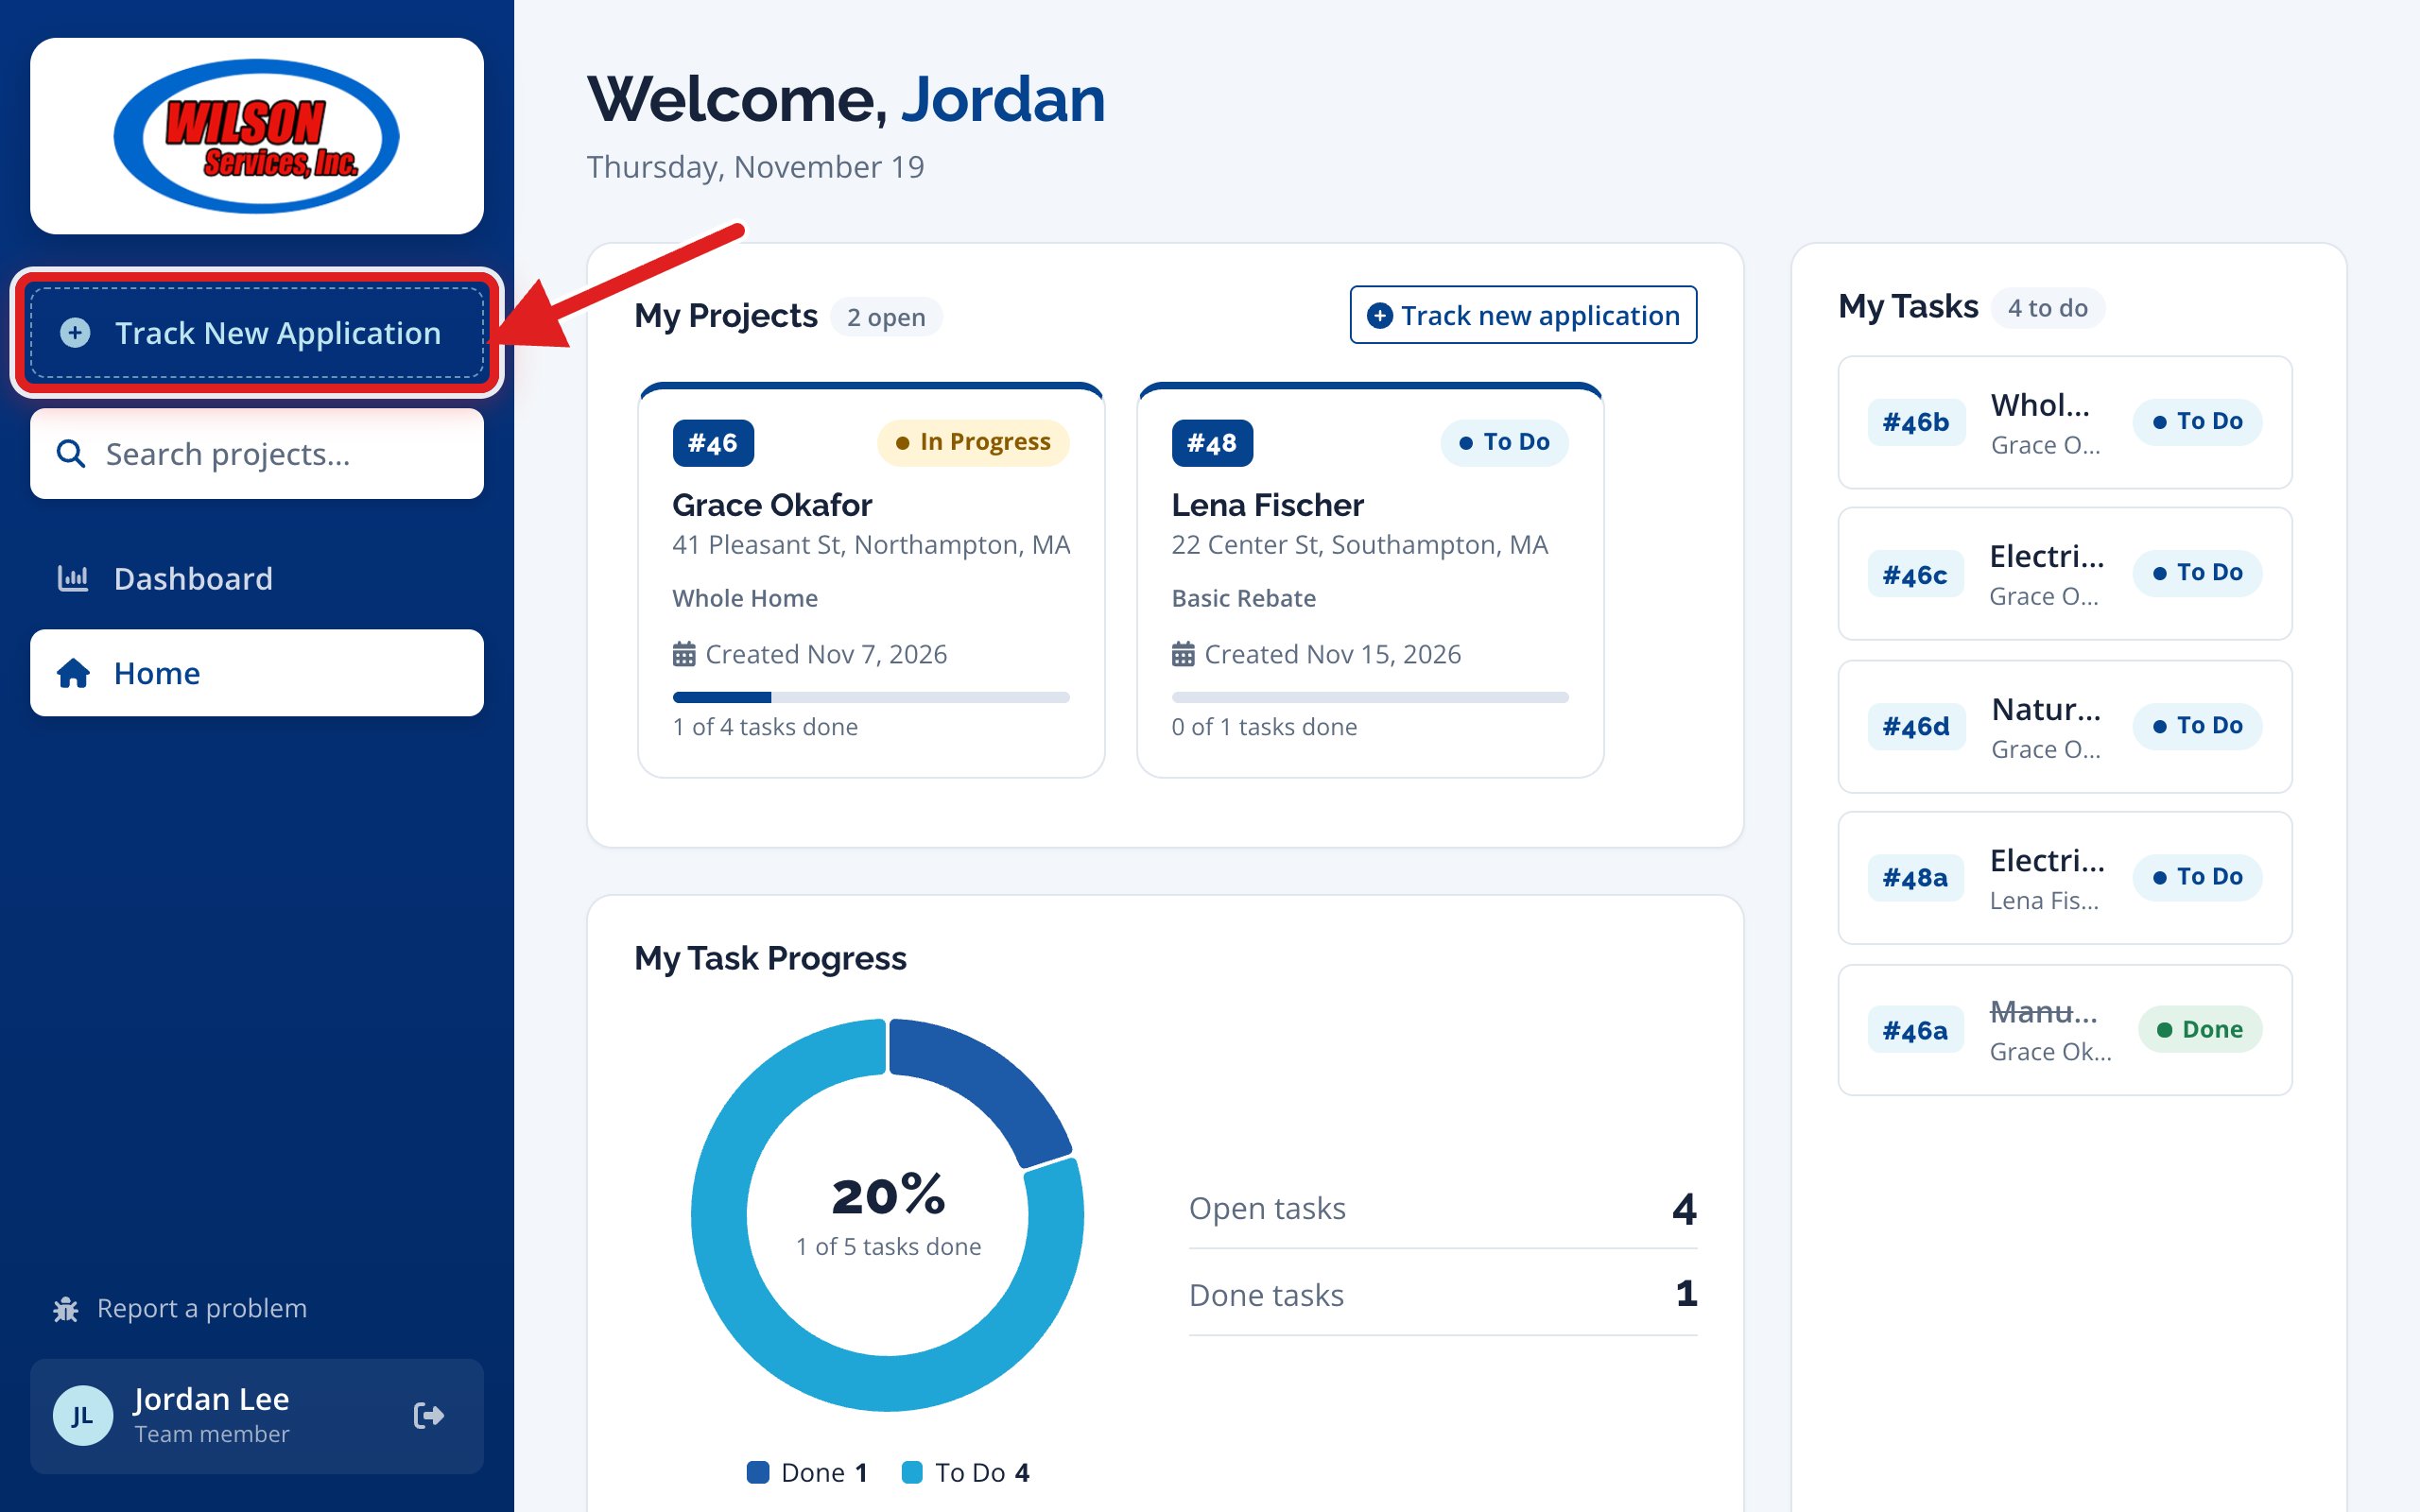 WILSON
Services, Inc.
Track New Application
Search projects...
Dashboard
Home
Report a problem
JL
Jordan Lee
Team member
Welcome, Jordan
Thursday, November 19
My Projects
2 open
Track new application
#46
In Progress
Grace Okafor
41 Pleasant St, Northampton, MA
Whole Home
Created Nov 7, 2026
1 of 4 tasks done
#48
To Do
Lena Fischer
22 Center St, Southampton, MA
Basic Rebate
Created Nov 15, 2026
0 of 1 tasks done
My Task Progress
20%
1 of 5 tasks done
Done 1
To Do 4
Open tasks 4
Done tasks 1
My Tasks
4 to do
#46b
Whol...
Grace O...
To Do
#46c
Electri...
Grace O...
To Do
#46d
Natur...
Grace O...
To Do
#48a
Electri...
Lena Fis...
To Do
#46a
Manu...
Grace Ok...
Done